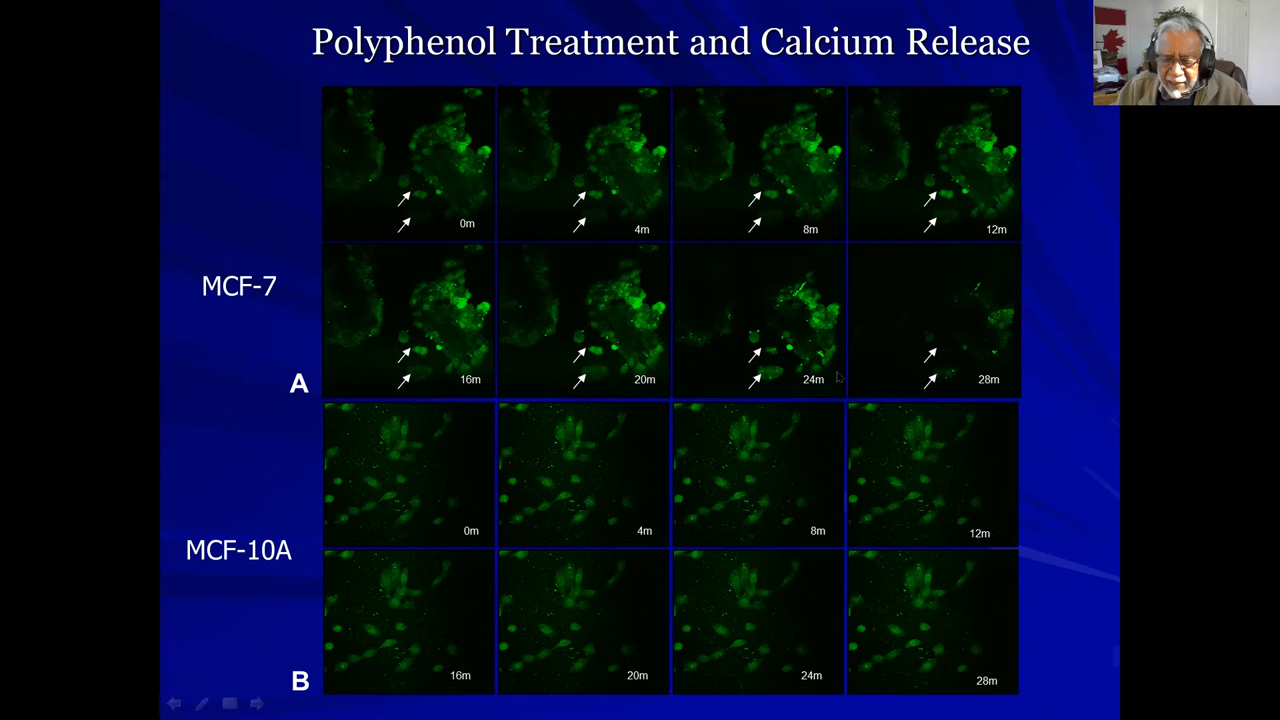 Polyphenol Treatment and Calcium Release
0m
4m
8m
12m
MCF-7
16m
20m
24m
28m
A
0m
4m
8m
12m
MCF-10A
16m
20m
24m
28m
B